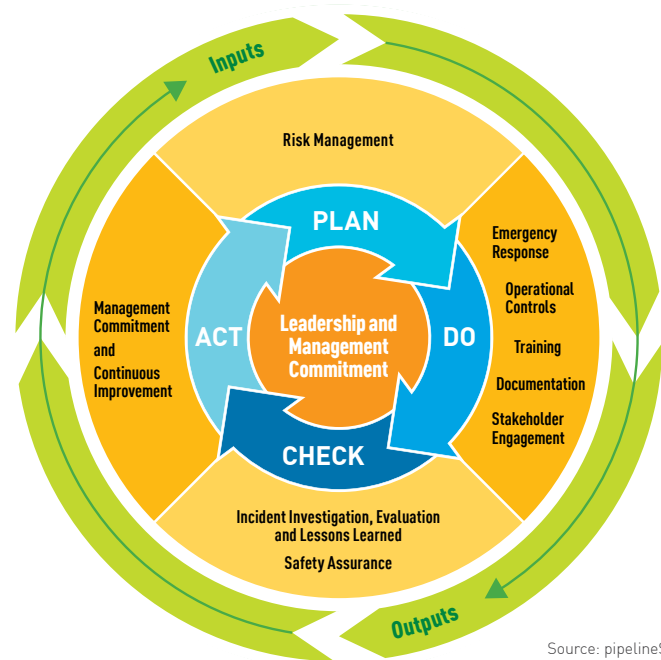 Inputs
Risk Management
PLAN
Emergency
Response
Operational
Controls
Training
Documentation
Stakeholder
Engagement
DO
Leadership and
Management
Commitment
ACT
Management
Commitment
and
Continuous
Improvement
CHECK
Incident Investigation, Evaluation
and Lessons Learned
Safety Assurance
Outputs
Source: pipelineS